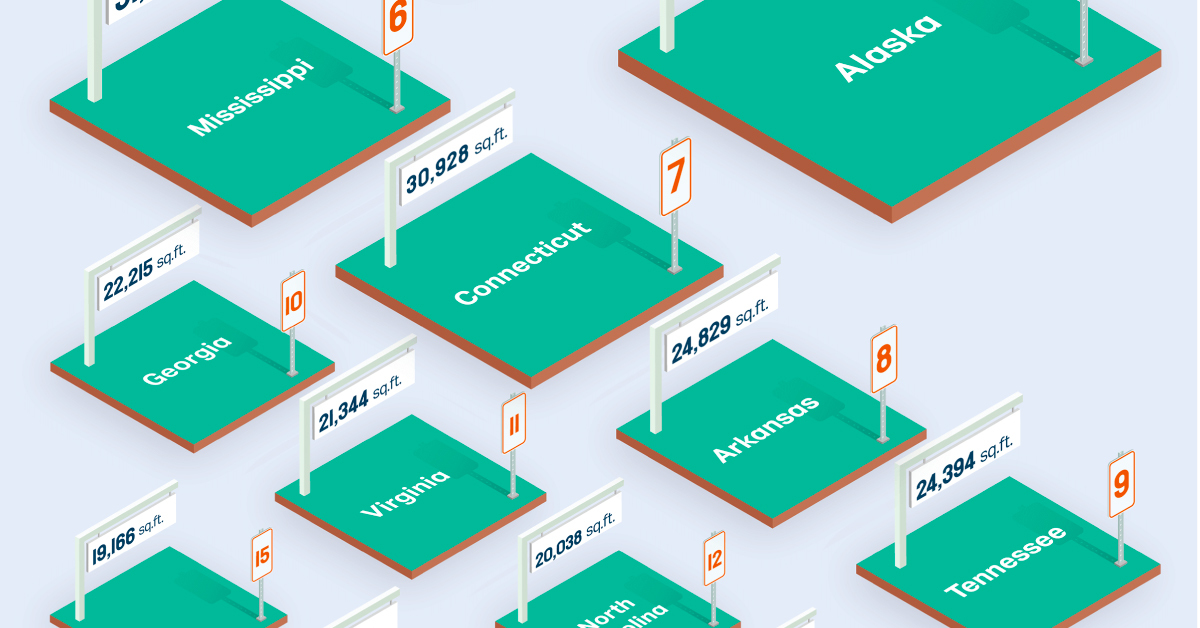 6
Mississippi
Alaska
30,928 sq.ft.
7
Connecticut
22,215 sq.ft.
10
Georgia
24,829 sq.ft.
8
Arkansas
21,344 sq.ft.
11
Virginia
24,394 sq.ft.
9
Tennessee
19,166 sq.ft.
15
20,038 sq.ft.
12
North